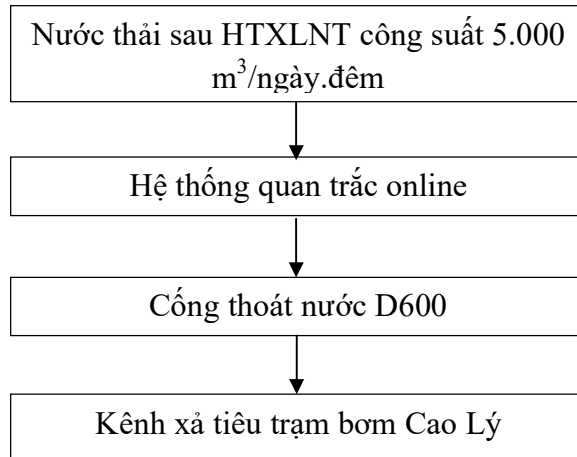 Nước thải sau HTXLNT công suất 5.000
m³/ngày.đêm
Hệ thống quan trắc online
Cống thoát nước D600
Kênh xả tiêu trạm bơm Cao Lý